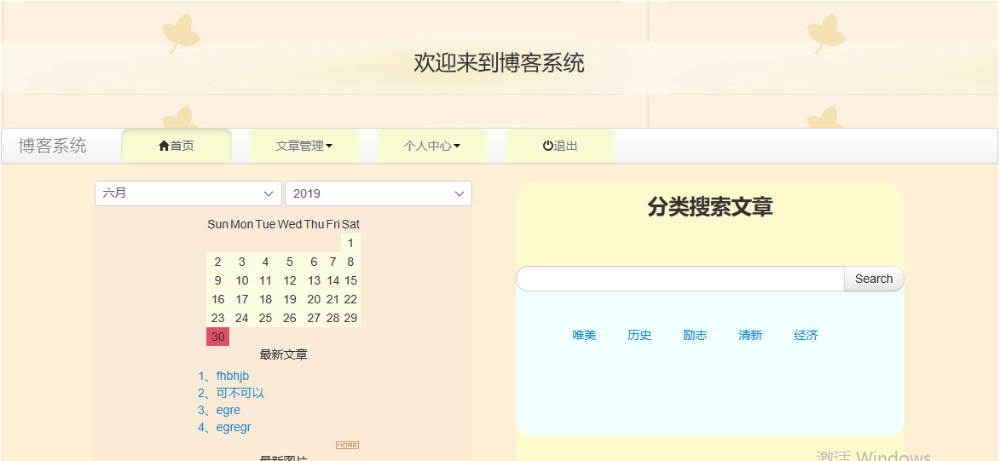 欢迎来到博客系统
博客系统 首页 文章管理 个人中心 退出
六月 2019
Sun Mon Tue Wed Thu Fri Sat
1
2 3 4 5 6 7 8
9 10 11 12 13 14 15
16 17 18 19 20 21 22
23 24 25 26 27 28 29
30
最新文章
1、fhbhjb
2、可不可以
3、egre
4、egregr
MORE
最新图片
分类搜索文章
Search
唯美 历史 励志 清新 经济
激活 Windows